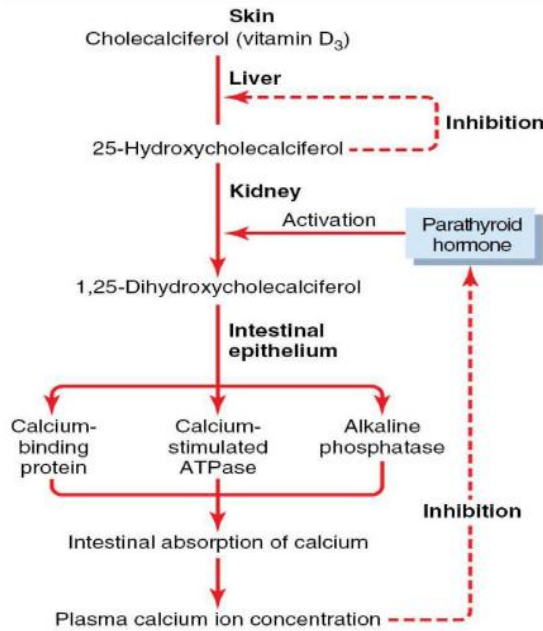 Skin
Cholecalciferol (vitamin D₃)
Liver
Inhibition
25-Hydroxycholecalciferol
Kidney
Activation
Parathyroid
hormone
1,25-Dihydroxycholecalciferol
Intestinal
epithelium
Calcium-
binding
protein
Calcium-
stimulated
ATPase
Alkaline
phosphatase
Inhibition
Intestinal absorption of calcium
Plasma calcium ion concentration